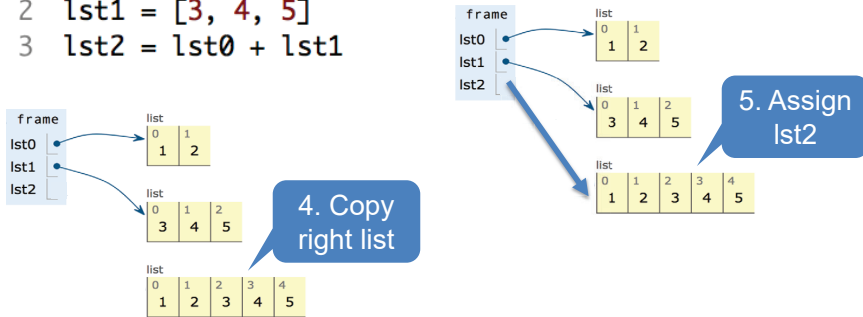 2 lst1 = [3, 4, 5]
3 lst2 = lst0 + lst1
frame
lst0
lst1
lst2
list
0 1
1 2
list
0 1 2
3 4 5
list
0 1 2 3 4
1 2 3 4 5
4. Copy
right list
frame
lst0
lst1
lst2
list
0 1
1 2
list
0 1 2
3 4 5
list
0 1 2 3 4
1 2 3 4 5
5. Assign
lst2